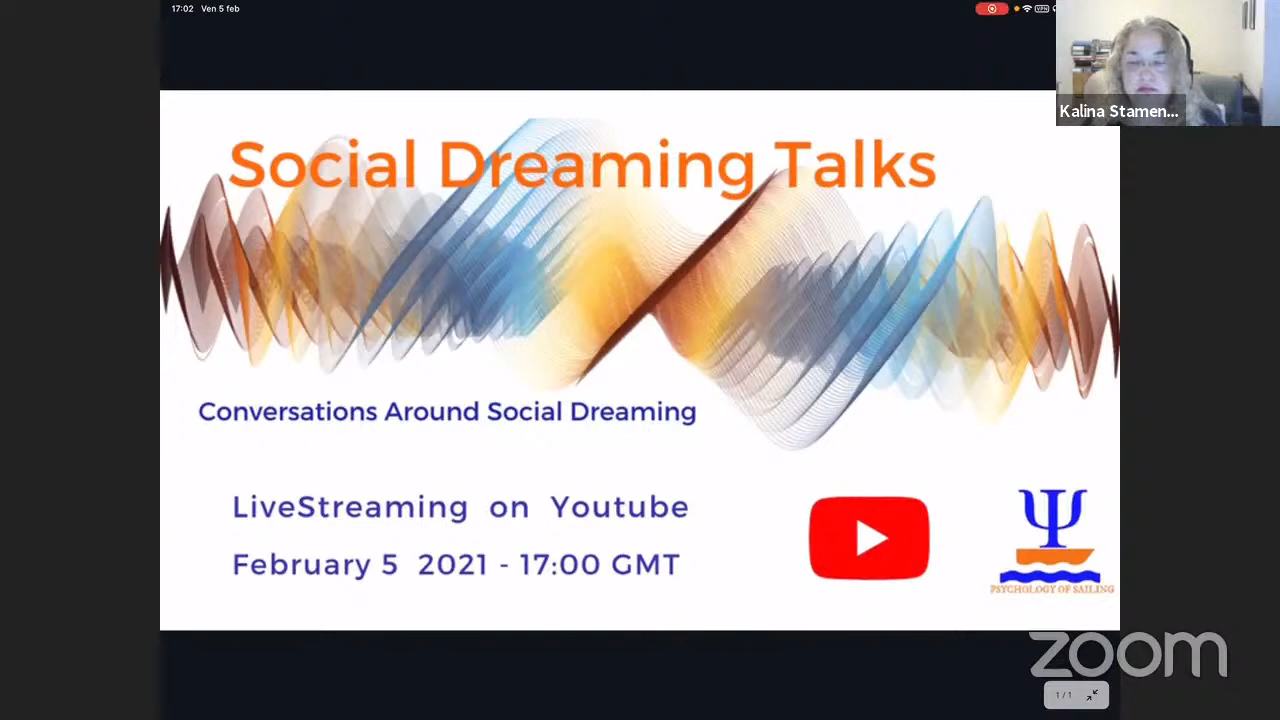 17:02 Ven 5 feb
VPN
Kalina Stamen...
Social Dreaming Talks
Conversations Around Social Dreaming
LiveStreaming on Youtube
February 5 2021 - 17:00 GMT
PSYCHOLOGY OF SAILING
zoom
1/1